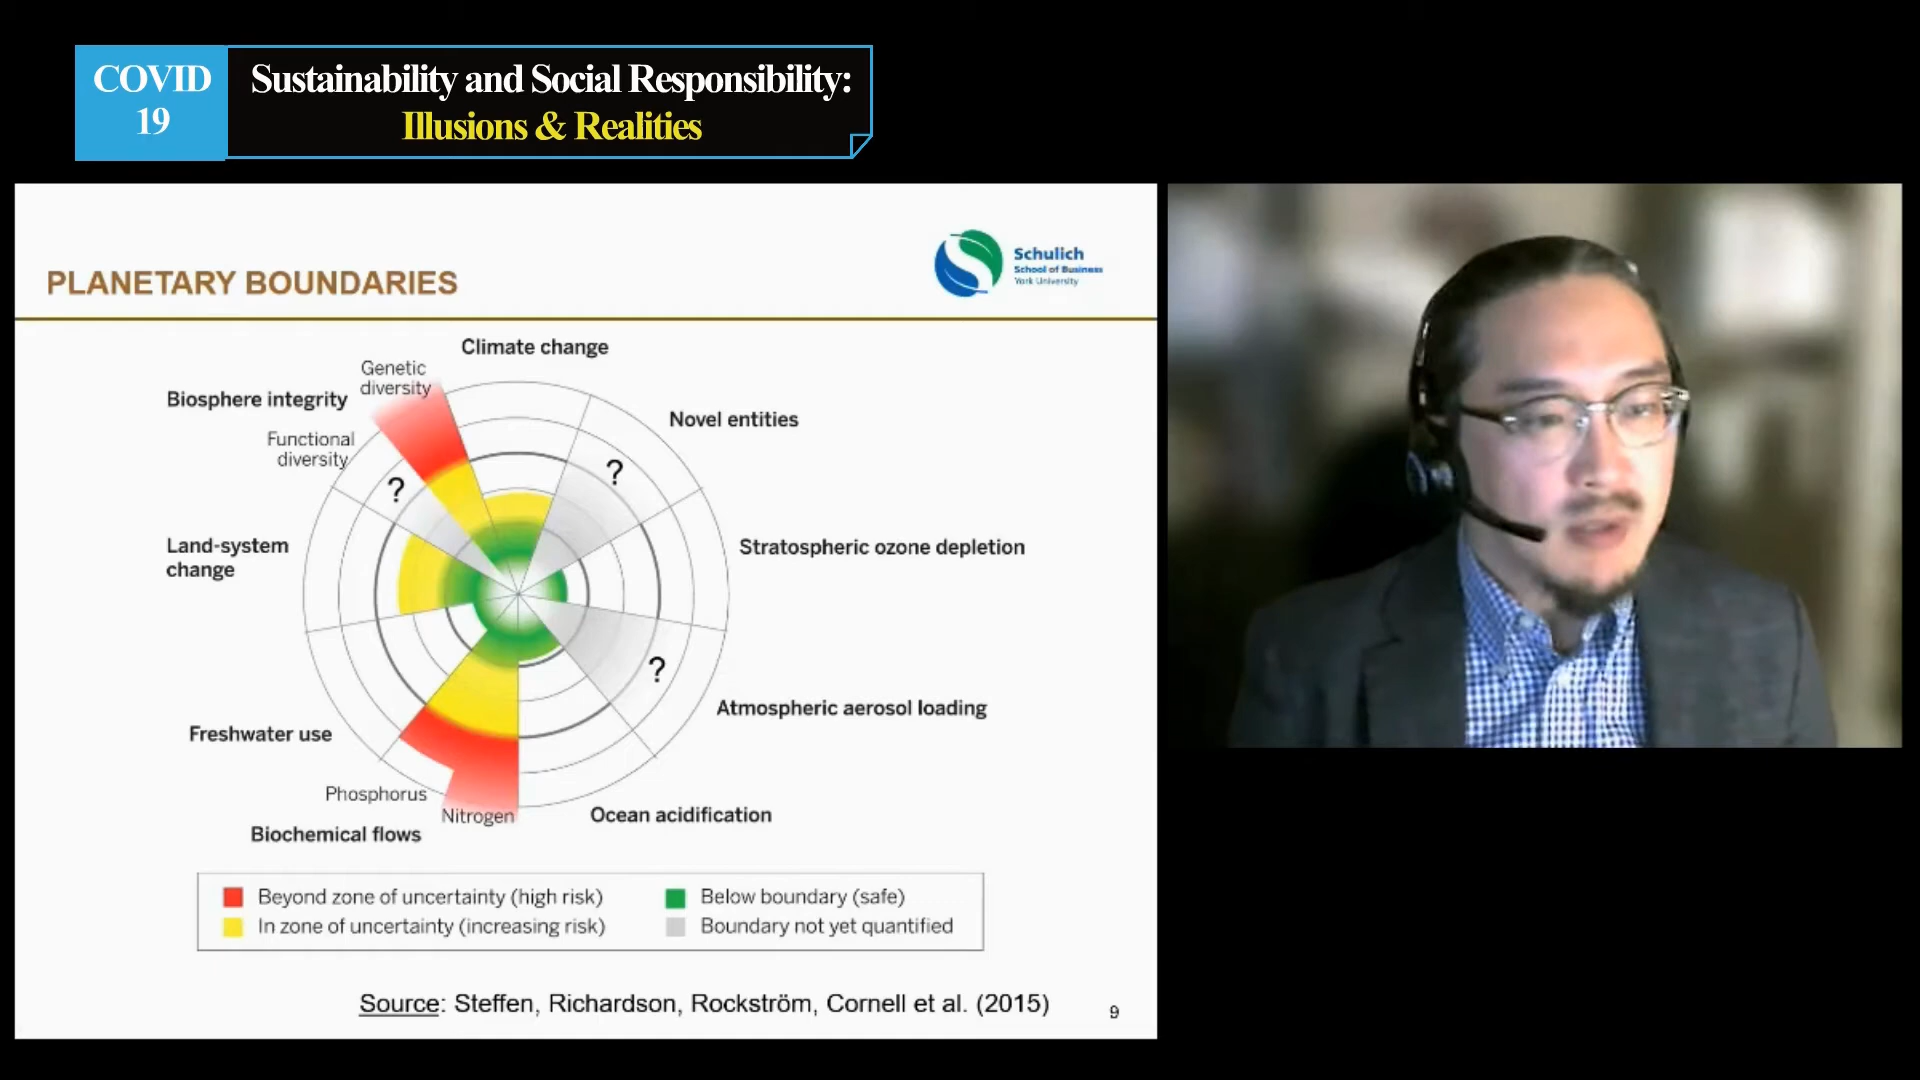 COVID
19
Sustainability and Social Responsibility:
Illusions & Realities
PLANETARY BOUNDARIES
Schulich
School of Business
York University
Climate change
Genetic
diversity
Biosphere integrity
Functional
diversity
Novel entities
?
?
Land-system
change
Stratospheric ozone depletion
?
Atmospheric aerosol loading
Freshwater use
Phosphorus
Nitrogen
Biochemical flows
Ocean acidification
Beyond zone of uncertainty (high risk)
In zone of uncertainty (increasing risk)
Below boundary (safe)
Boundary not yet quantified
Source: Steffen, Richardson, Rockström, Cornell et al. (2015)
9